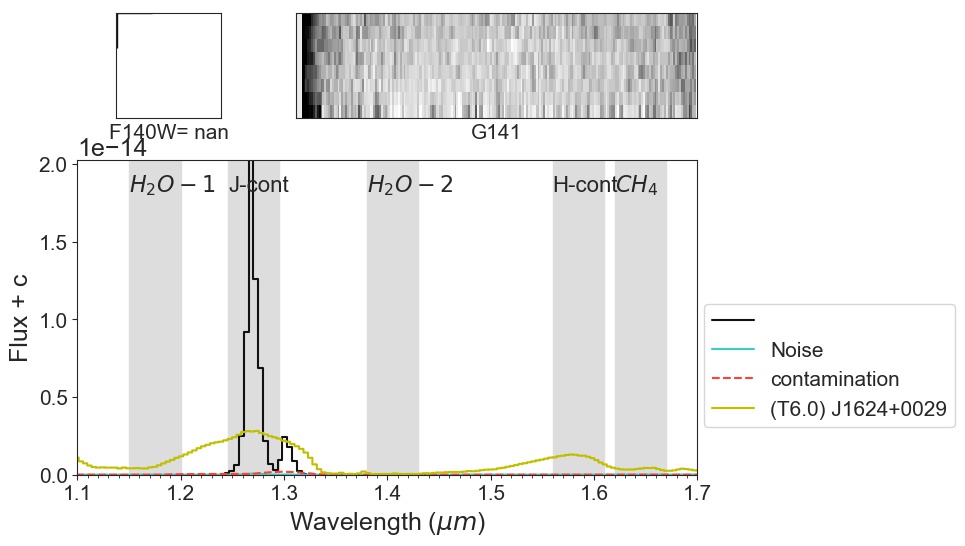 F140W= nan
G141
1e−14
H₂O − 1
J-cont
H₂O − 2
H-cont
CH₄
2.0
1.5
1.0
0.5
0.0
Flux + c
1.1 1.2 1.3 1.4 1.5 1.6 1.7
Wavelength (μm)
Noise
contamination
(T6.0) J1624+0029